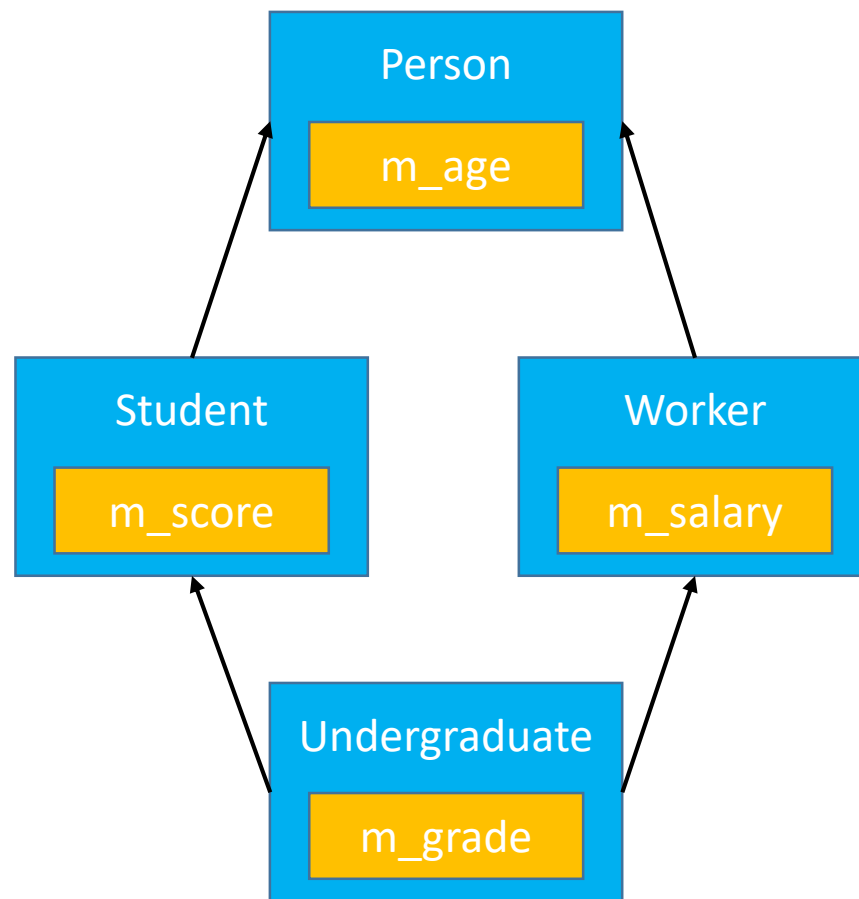 Person
m_age
Student
m_score
Worker
m_salary
Undergraduate
m_grade